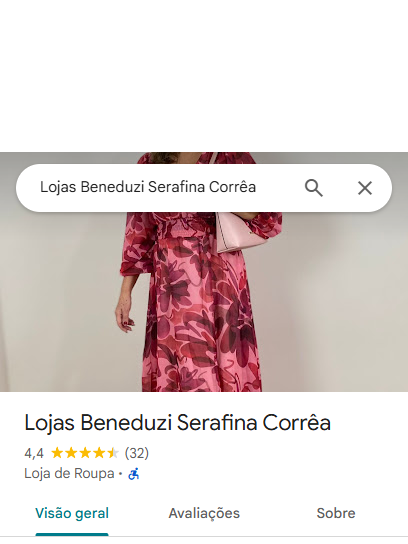 Lojas Beneduzi Serafina Corrêa
Lojas Beneduzi Serafina Corrêa
4,4 (32)
Loja de Roupa ·
Visão geral Avaliações Sobre